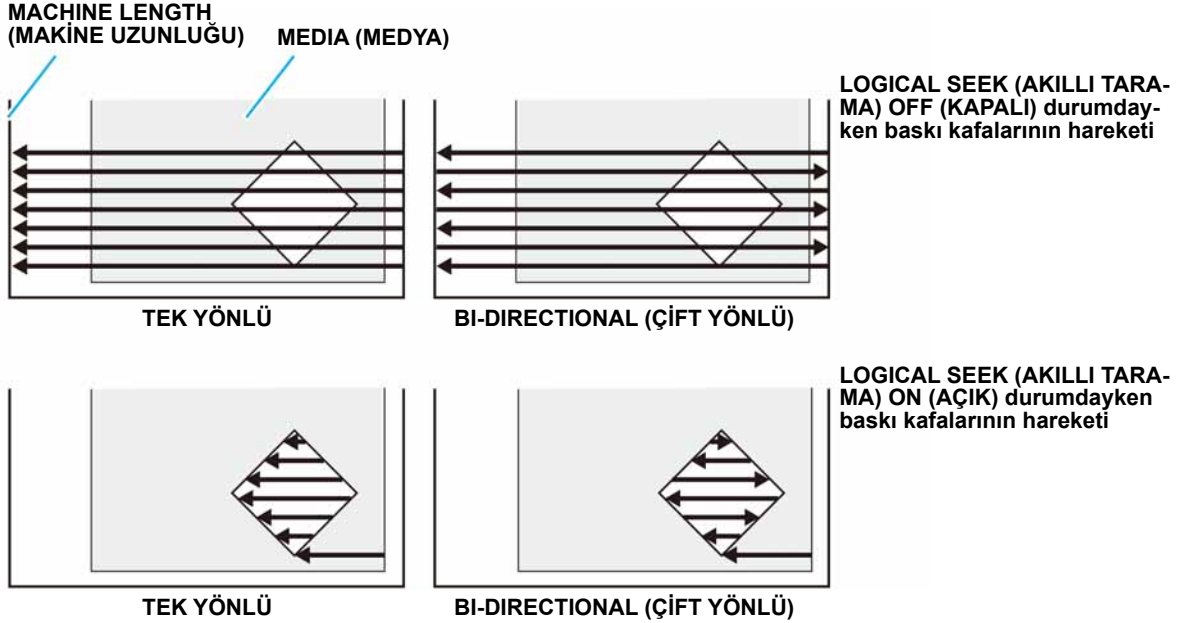 MACHINE LENGTH
(MAKİNE UZUNLUĞU)
MEDIA (MEDYA)
LOGICAL SEEK (AKILLI TARA-
MA) OFF (KAPALI) durumday-
ken baskı kafalarının hareketi
TEK YÖNLÜ
BI-DIRECTIONAL (ÇİFT YÖNLÜ)
LOGICAL SEEK (AKILLI TARA-
MA) ON (AÇIK) durumdayken
baskı kafalarının hareketi
TEK YÖNLÜ
BI-DIRECTIONAL (ÇİFT YÖNLÜ)